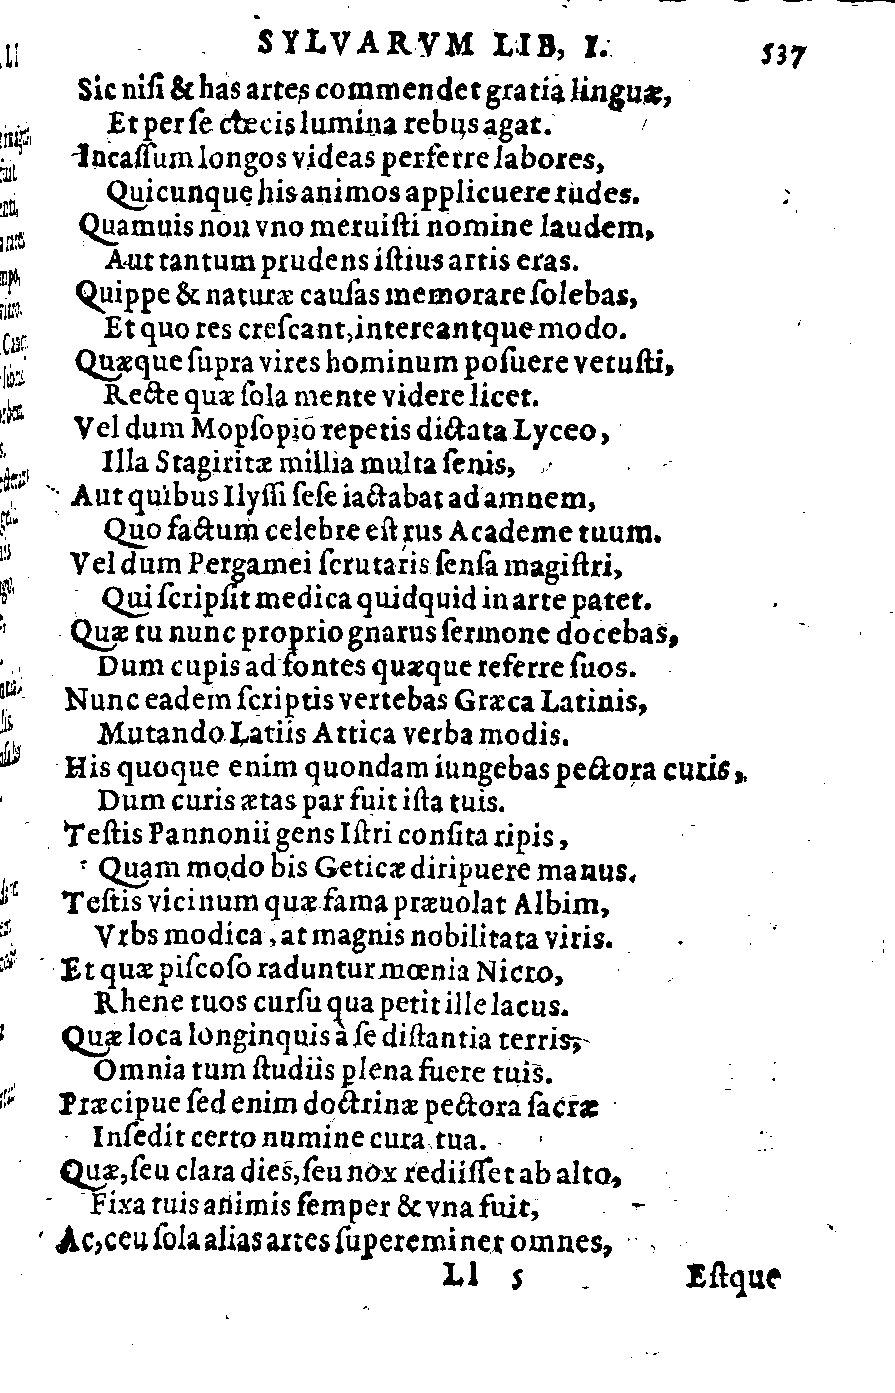 SYLVARVM LIB, I. 537
Sic niſi & has artes commendet gratia linguæ,
Et per ſe cæcis lumina rebus agat.
Incaſſum longos videas perferre labores,
Quicunque his animos applicuere rudes.
Quamuis non vno meruiſti nomine laudem,
Aut tantum prudens iſtius artis eras.
Quippe & naturæ cauſas memorare ſolebas,
Et quo res creſcant, intereantque modo.
Quæque ſupra vires hominum poſuere vetuſti,
Recte quæ ſola mente videre licet.
Vel dum Mopſopiō repetis dictata Lyceo,
Illa Stagiritæ millia multa ſenis,
Aut quibus Ilyſſi ſeſe iactabat ad amnem,
Quo factum celebre eſt rus Academe tuum.
Vel dum Pergamei ſcrutaris ſenſa magiſtri,
Qui ſcripſit medica quidquid in arte patet.
Quæ tu nunc proprio gnarus ſermone docebas,
Dum cupis ad fontes quæque referre ſuos.
Nunc eadem ſcriptis vertebas Græca Latinis,
Mutando Latiis Attica verba modis.
His quoque enim quondam iungebas pectora curis,
Dum curis ætas par fuit iſta tuis.
Teſtis Pannonii gens Iſtri conſita ripis,
Quam modo bis Geticæ diripuere manus.
Teſtis vicinum quæ fama præuolat Albim,
Vrbs modica, at magnis nobilitata viris.
Et quæ piſcoſo raduntur mœnia Nicro,
Rhene tuos curſu qua petit ille lacus.
Quæ loca longinquis à ſe diſtantia terris,
Omnia tum ſtudiis plena fuere tuis.
Præcipue ſed enim doctrinæ pectora ſacræ
Inſedit certo numine cura tua.
Quæ, ſeu clara dies, ſeu nox rediiſſet ab alto,
Fixa tuis animis ſemper & vna fuit,
Ac, ceu ſola alias artes ſupereminet omnes,
Ll 5 Eſtque